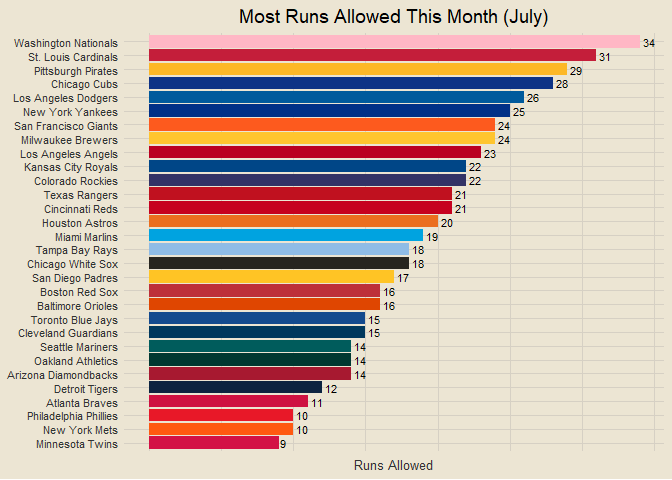 Most Runs Allowed This Month (July)
Washington Nationals 34
St. Louis Cardinals 31
Pittsburgh Pirates 29
Chicago Cubs 28
Los Angeles Dodgers 26
New York Yankees 25
San Francisco Giants 24
Milwaukee Brewers 24
Los Angeles Angels 23
Kansas City Royals 22
Colorado Rockies 22
Texas Rangers 21
Cincinnati Reds 21
Houston Astros 20
Miami Marlins 19
Tampa Bay Rays 18
Chicago White Sox 18
San Diego Padres 17
Boston Red Sox 16
Baltimore Orioles 16
Toronto Blue Jays 15
Cleveland Guardians 15
Seattle Mariners 14
Oakland Athletics 14
Arizona Diamondbacks 14
Detroit Tigers 12
Atlanta Braves 11
Philadelphia Phillies 10
New York Mets 10
Minnesota Twins 9
Runs Allowed